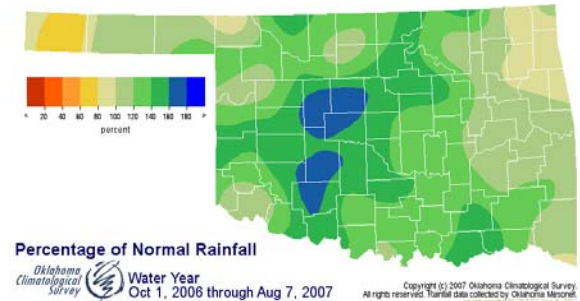 < 20 40 60 80 100 120 140 160 180 >
percent
Percentage of Normal Rainfall
Oklahoma
Climatological
Survey
Water Year
Oct 1, 2006 through Aug 7, 2007
Copyright (c) 2007 Oklahoma Climatological Survey.
All rights reserved. Rainfall data collected by Oklahoma Mesonet.